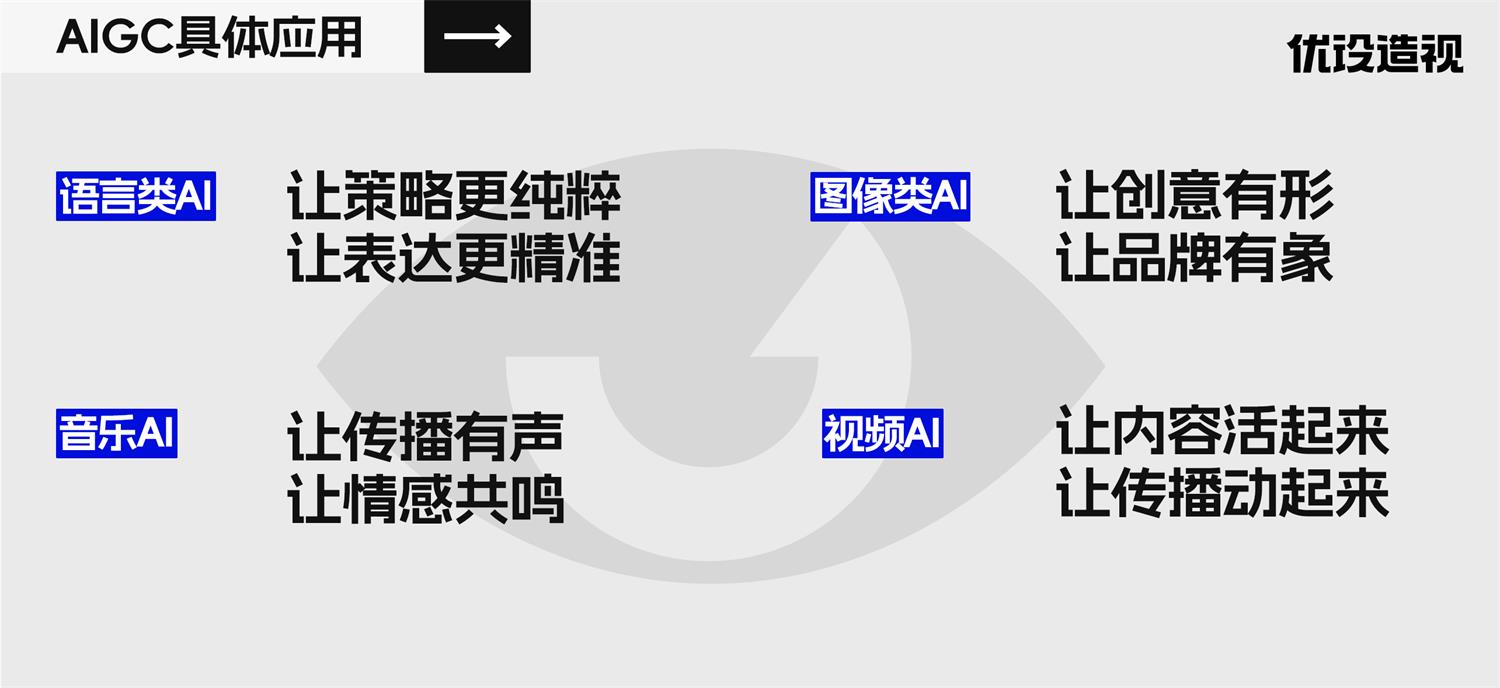 AIGC具体应用
优设造视
语言类AI
让策略更纯粹
让表达更精准
图像类AI
让创意有形
让品牌有象
音乐AI
让传播有声
让情感共鸣
视频AI
让内容活起来
让传播动起来